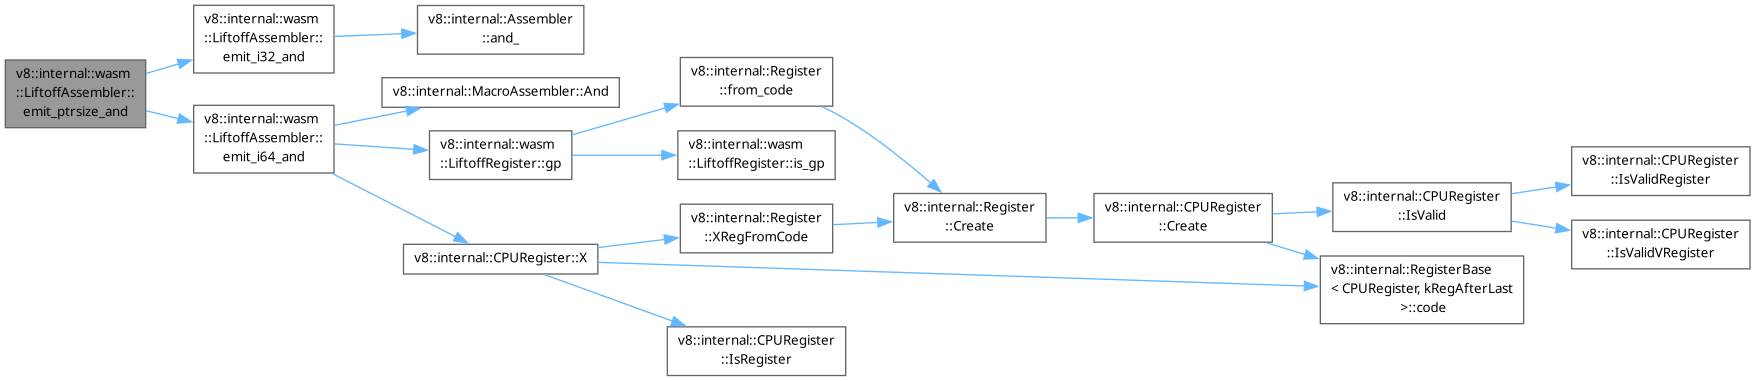 v8::internal::wasm
::LiftoffAssembler::
emit_ptrsize_and
v8::internal::wasm
::LiftoffAssembler::
emit_i32_and
v8::internal::Assembler
::and_
v8::internal::wasm
::LiftoffAssembler::
emit_i64_and
v8::internal::MacroAssembler::And
v8::internal::wasm
::LiftoffRegister::gp
v8::internal::Register
::from_code
v8::internal::wasm
::LiftoffRegister::is_gp
v8::internal::CPURegister::X
v8::internal::Register
::XRegFromCode
v8::internal::Register
::Create
v8::internal::CPURegister
::Create
v8::internal::CPURegister
::IsValid
v8::internal::CPURegister
::IsValidRegister
v8::internal::CPURegister
::IsValidVRegister
v8::internal::RegisterBase
< CPURegister, kRegAfterLast
>::code
v8::internal::CPURegister
::IsRegister